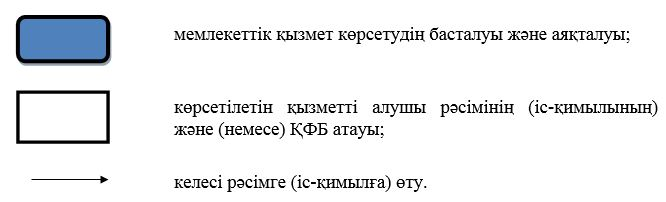 мемлекеттік қызмет көрсетудің басталуы және аяқталуы;
көрсетілетін қызметті алушы рәсімінің (іс-қимылының)
және (немесе) ҚФБ атауы;
келесі рәсімге (іс-қимылға) өту.